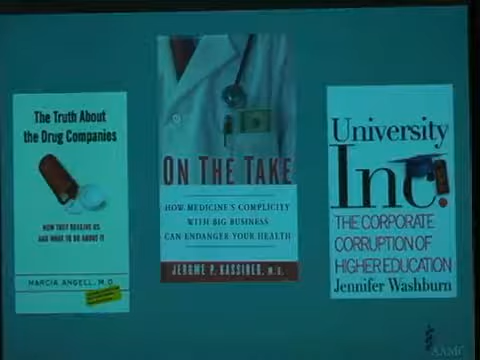 The Truth About
the Drug Companies
HOW THEY DECEIVE US
AND WHAT TO DO ABOUT IT
MARCIA ANGELL, M.D.
ON THE TAKE
HOW MEDICINE'S COMPLICITY
WITH BIG BUSINESS
CAN ENDANGER YOUR HEALTH
JEROME P. KASSIRER, M.D.
University
Inc.
THE CORPORATE
CORRUPTION OF
HIGHER EDUCATION
Jennifer Washburn
AAMC